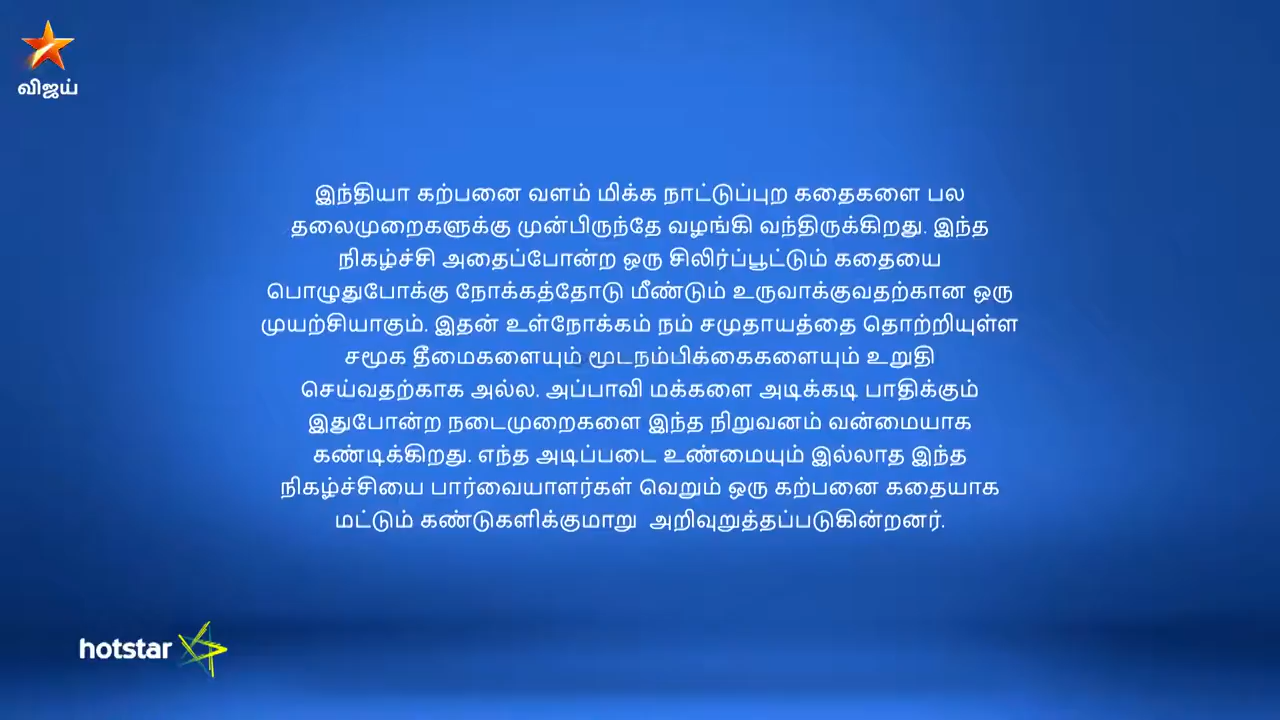 விஜய்
இந்தியா கற்பனை வளம் மிக்க நாட்டுப்புற கதைகளை பல
தலைமுறைகளுக்கு முன்பிருந்தே வழங்கி வந்திருக்கிறது. இந்த
நிகழ்ச்சி அதைப்போன்ற ஒரு சிலிர்ப்பூட்டும் கதையை
பொழுதுபோக்கு நோக்கத்தோடு மீண்டும் உருவாக்குவதற்கான ஒரு
முயற்சியாகும். இதன் உள்நோக்கம் நம் சமுதாயத்தை தொற்றியுள்ள
சமூக தீமைகளையும் மூடநம்பிக்கைகளையும் உறுதி
செய்வதற்காக அல்ல. அப்பாவி மக்களை அடிக்கடி பாதிக்கும்
இதுபோன்ற நடைமுறைகளை இந்த நிறுவனம் வன்மையாக
கண்டிக்கிறது. எந்த அடிப்படை உண்மையும் இல்லாத இந்த
நிகழ்ச்சியை பார்வையாளர்கள் வெறும் ஒரு கற்பனை கதையாக
மட்டும் கண்டுகளிக்குமாறு அறிவுறுத்தப்படுகின்றனர்.
hotstar